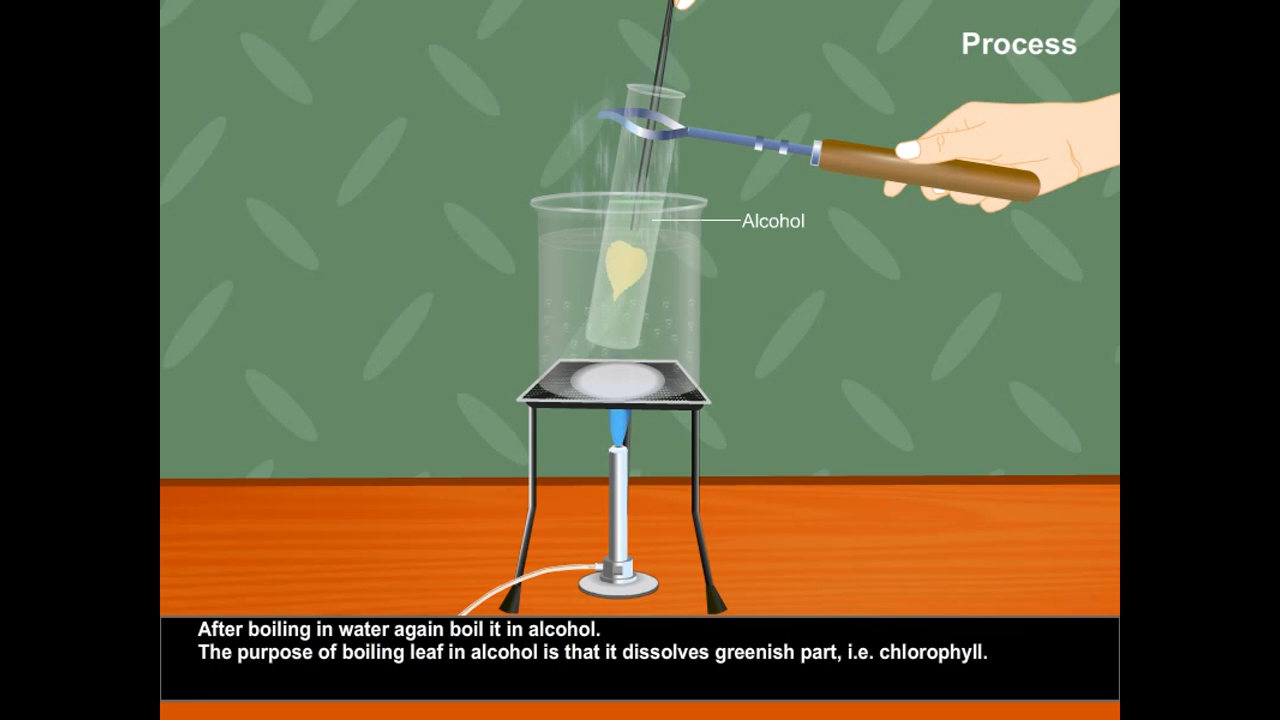 Process
Alcohol
After boiling in water again boil it in alcohol.
The purpose of boiling leaf in alcohol is that it dissolves greenish part, i.e. chlorophyll.